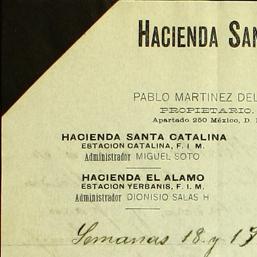 HACIENDA SAN
PABLO MARTINEZ DEL
PROPIETARIO.
Apartado 250 México, D.
HACIENDA SANTA CATALINA
ESTACION CATALINA, F. I M.
Administrador MIGUEL SOTO
HACIENDA EL ALAMO
ESTACION YERBANIS, F. I. M.
Administrador DIONISIO SALAS H
Semanas 18 y 19